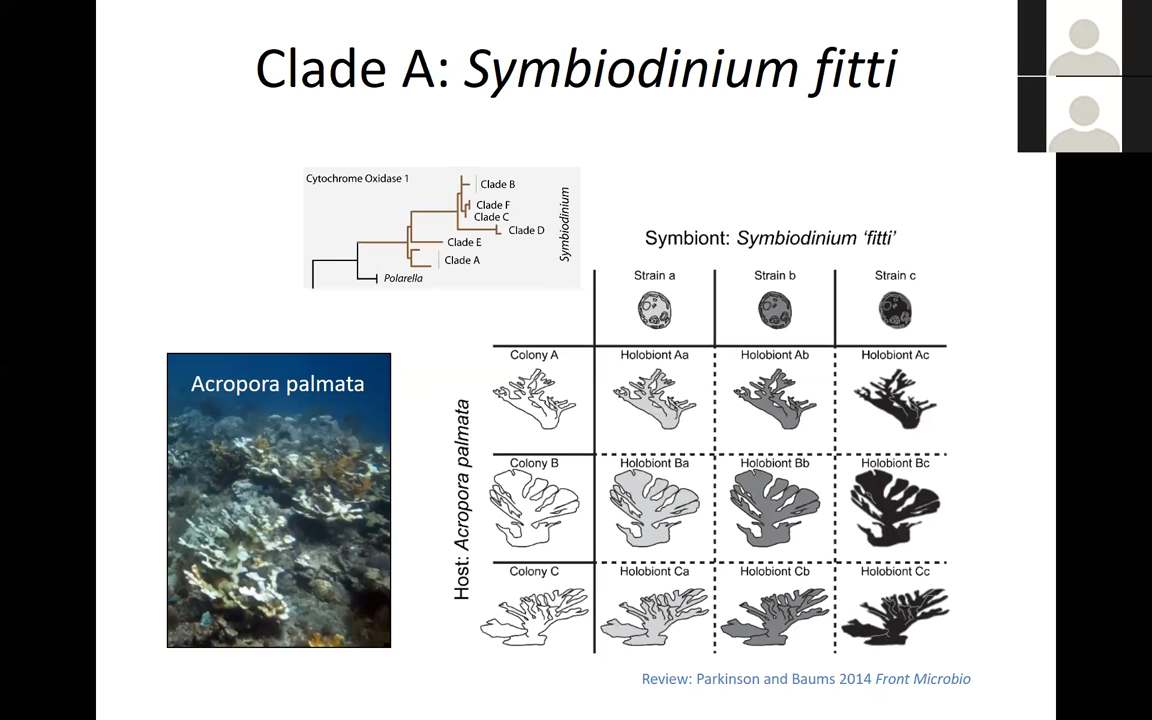 Clade A: Symbiodinium fitti
Cytochrome Oxidase 1
Clade B
Clade F
Clade C
Clade D
Clade E
Clade A
Polarella
Symbiodinium
Acropora palmata
Symbiont: Symbiodinium ‘fitti’
Strain a Strain b Strain c
Host: Acropora palmata
Colony A Holobiont Aa Holobiont Ab Holobiont Ac
Colony B Holobiont Ba Holobiont Bb Holobiont Bc
Colony C Holobiont Ca Holobiont Cb Holobiont Cc
Review: Parkinson and Baums 2014 Front Microbio